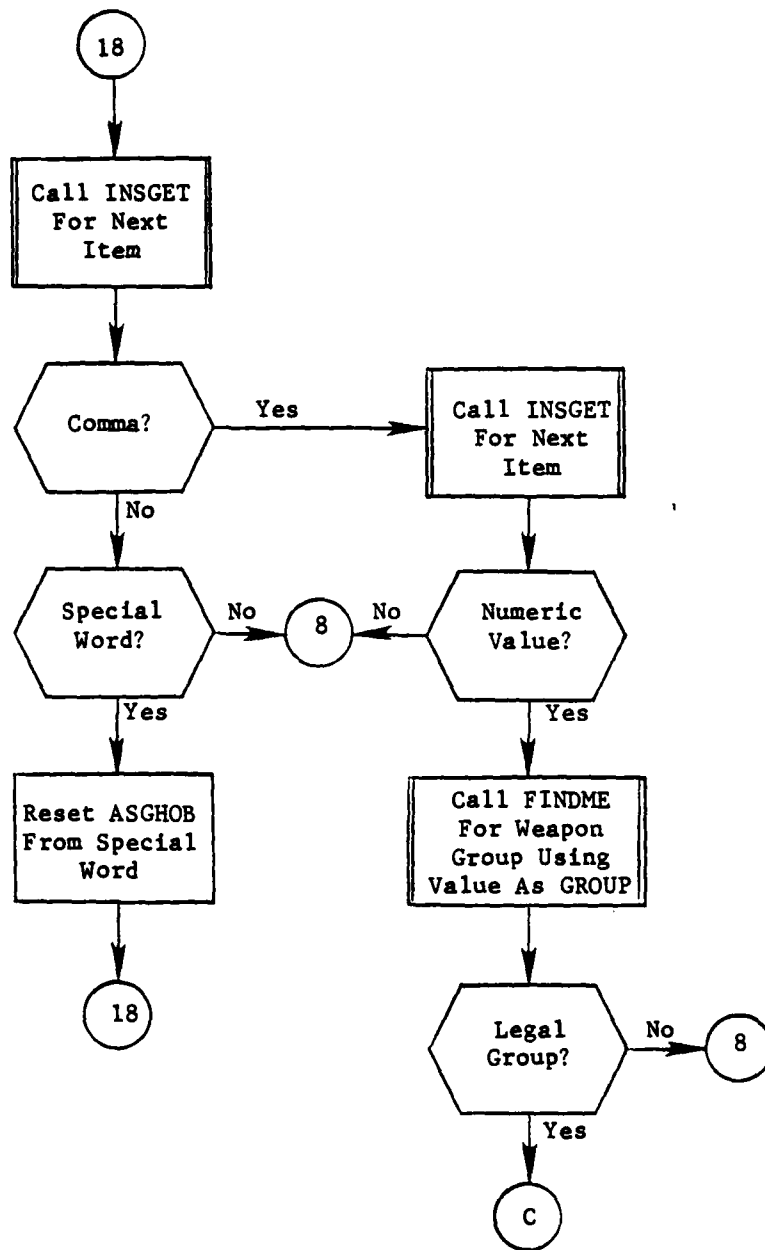 18
Call INSGET
For Next
Item
Comma?
Yes
Call INSGET
For Next
Item
No
Special
Word?
No
8
No
Numeric
Value?
Yes
Yes
Reset ASGHOB
From Special
Word
Call FINDME
For Weapon
Group Using
Value As GROUP
18
Legal
Group?
No
8
Yes
C